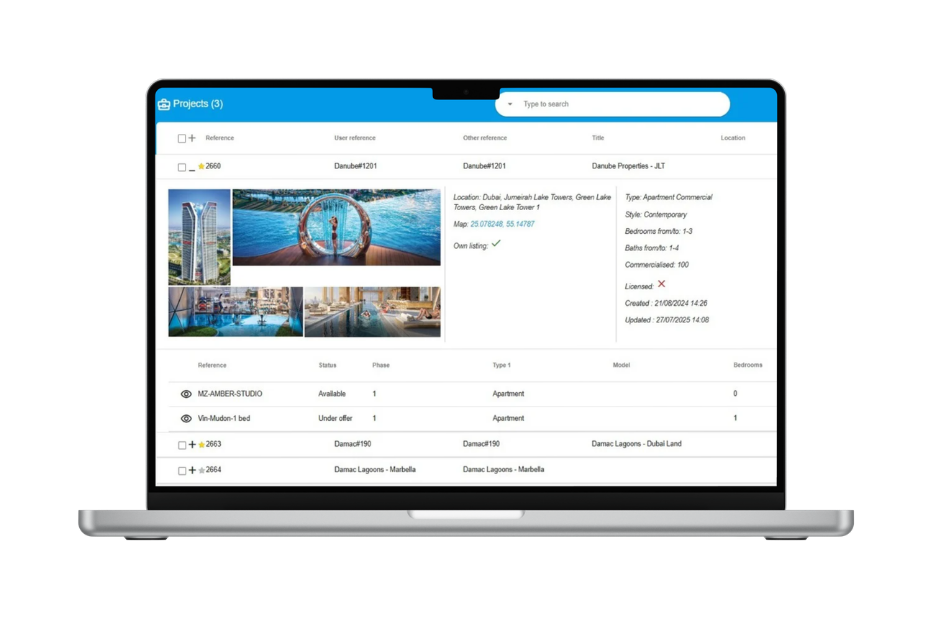 Projects (3)
Type to search
Reference User reference Other reference Title Location
2660 Danube#1201 Danube#1201 Danube Properties - JLT
Location: Dubai, Jumeirah Lake Towers, Green Lake
Towers, Green Lake Tower 1
Map: 25.078248, 55.14787
Own listing:
Type: Apartment Commercial
Style: Contemporary
Bedrooms from/to: 1-3
Baths from/to: 1-4
Commercialised: 100
Licensed:
Created : 21/08/2024 14:26
Updated : 27/07/2025 14:08
Reference Status Phase Type 1 Model Bedrooms
MZ-AMBER-STUDIO Available 1 Apartment 0
Vin-Mudon-1 bed Under offer 1 Apartment 1
2663 Damac#190 Damac#190 Damac Lagoons - Dubai Land
2664 Damac Lagoons - Marbella Damac Lagoons - Marbella